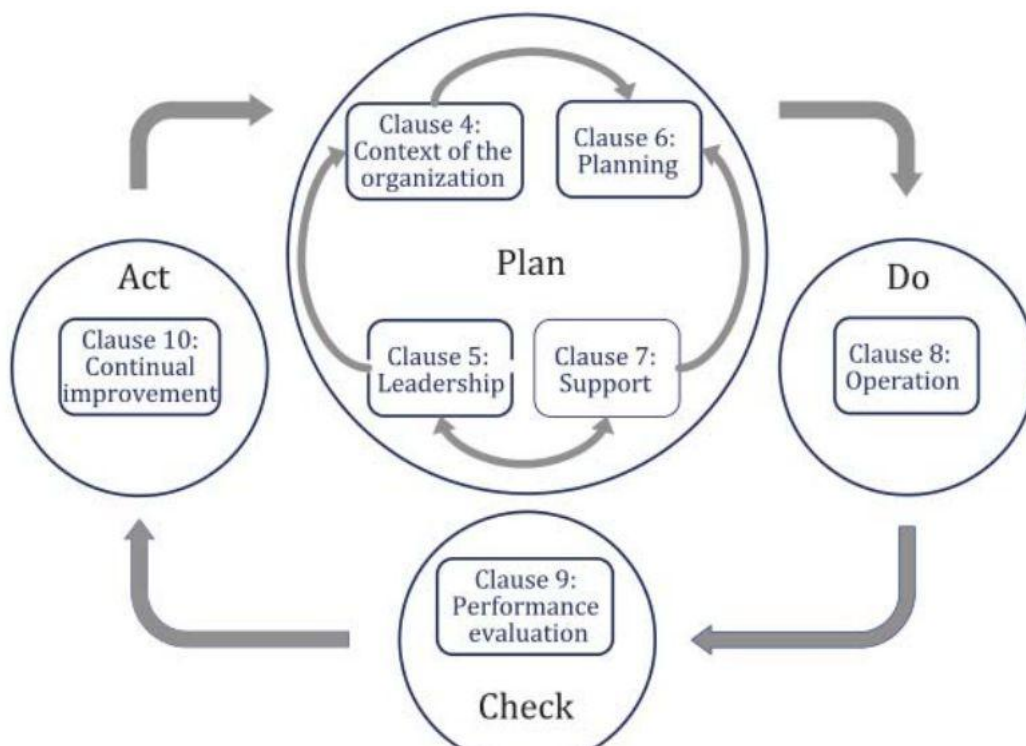 Clause 4:
Context of the
organization
Clause 6:
Planning
Plan
Clause 5:
Leadership
Clause 7:
Support
Act
Clause 10:
Continual
improvement
Do
Clause 8:
Operation
Clause 9:
Performance
evaluation
Check